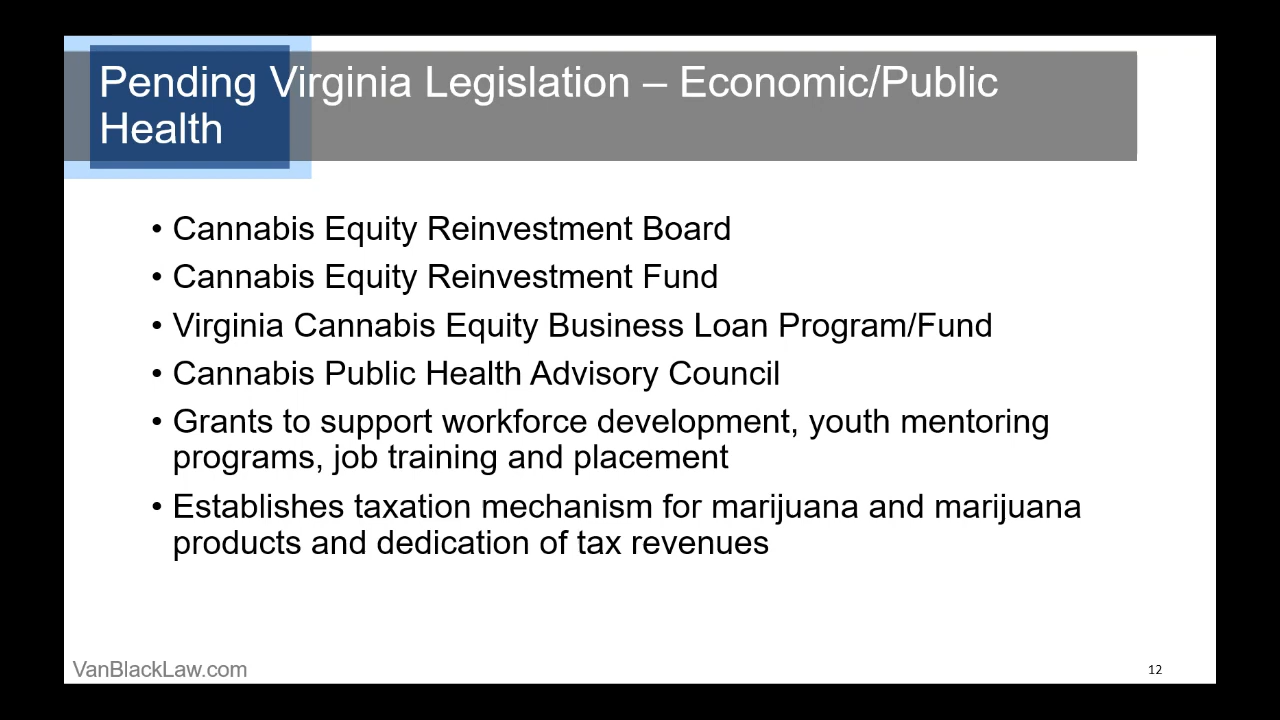 Pending Virginia Legislation – Economic/Public
Health
• Cannabis Equity Reinvestment Board
• Cannabis Equity Reinvestment Fund
• Virginia Cannabis Equity Business Loan Program/Fund
• Cannabis Public Health Advisory Council
• Grants to support workforce development, youth mentoring
programs, job training and placement
• Establishes taxation mechanism for marijuana and marijuana
products and dedication of tax revenues
VanBlackLaw.com
12